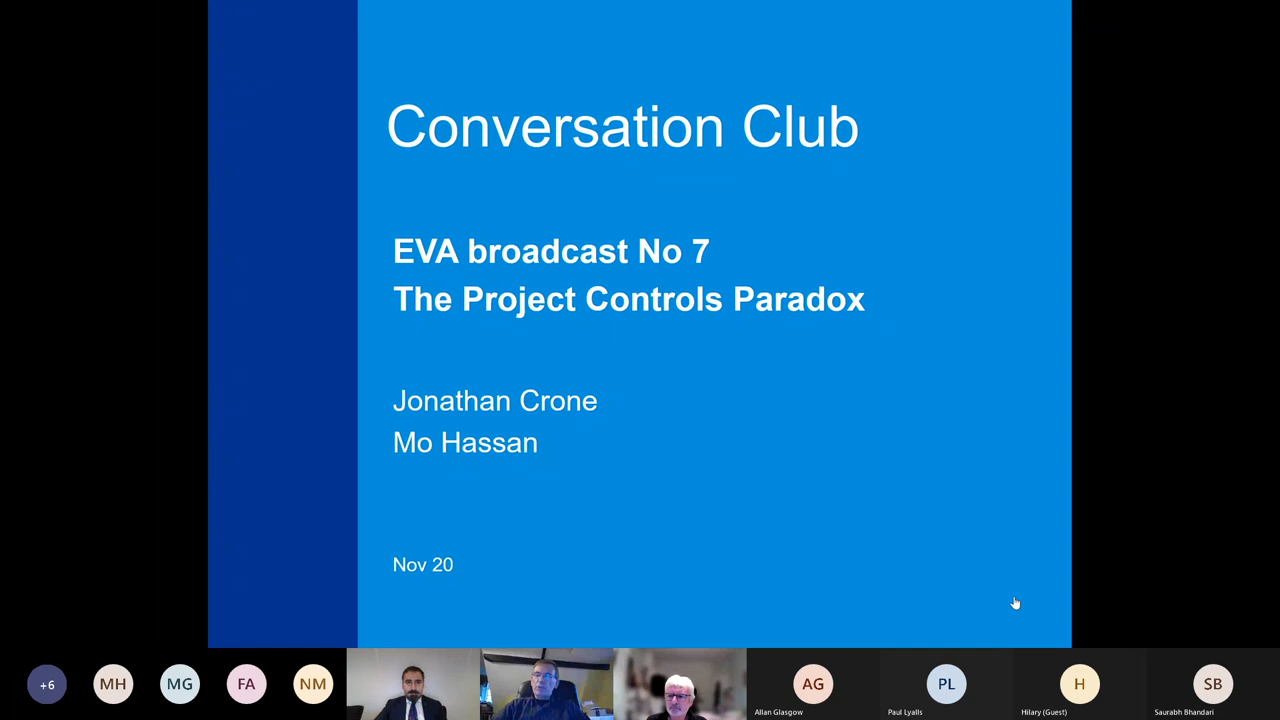 Conversation Club
EVA broadcast No 7
The Project Controls Paradox
Jonathan Crone
Mo Hassan
Nov 20
+6
MH
MG
FA
NM
AG
Allan Glasgow
PL
Paul Lyalls
H
Hilary (Guest)
SB
Saurabh Bhandari